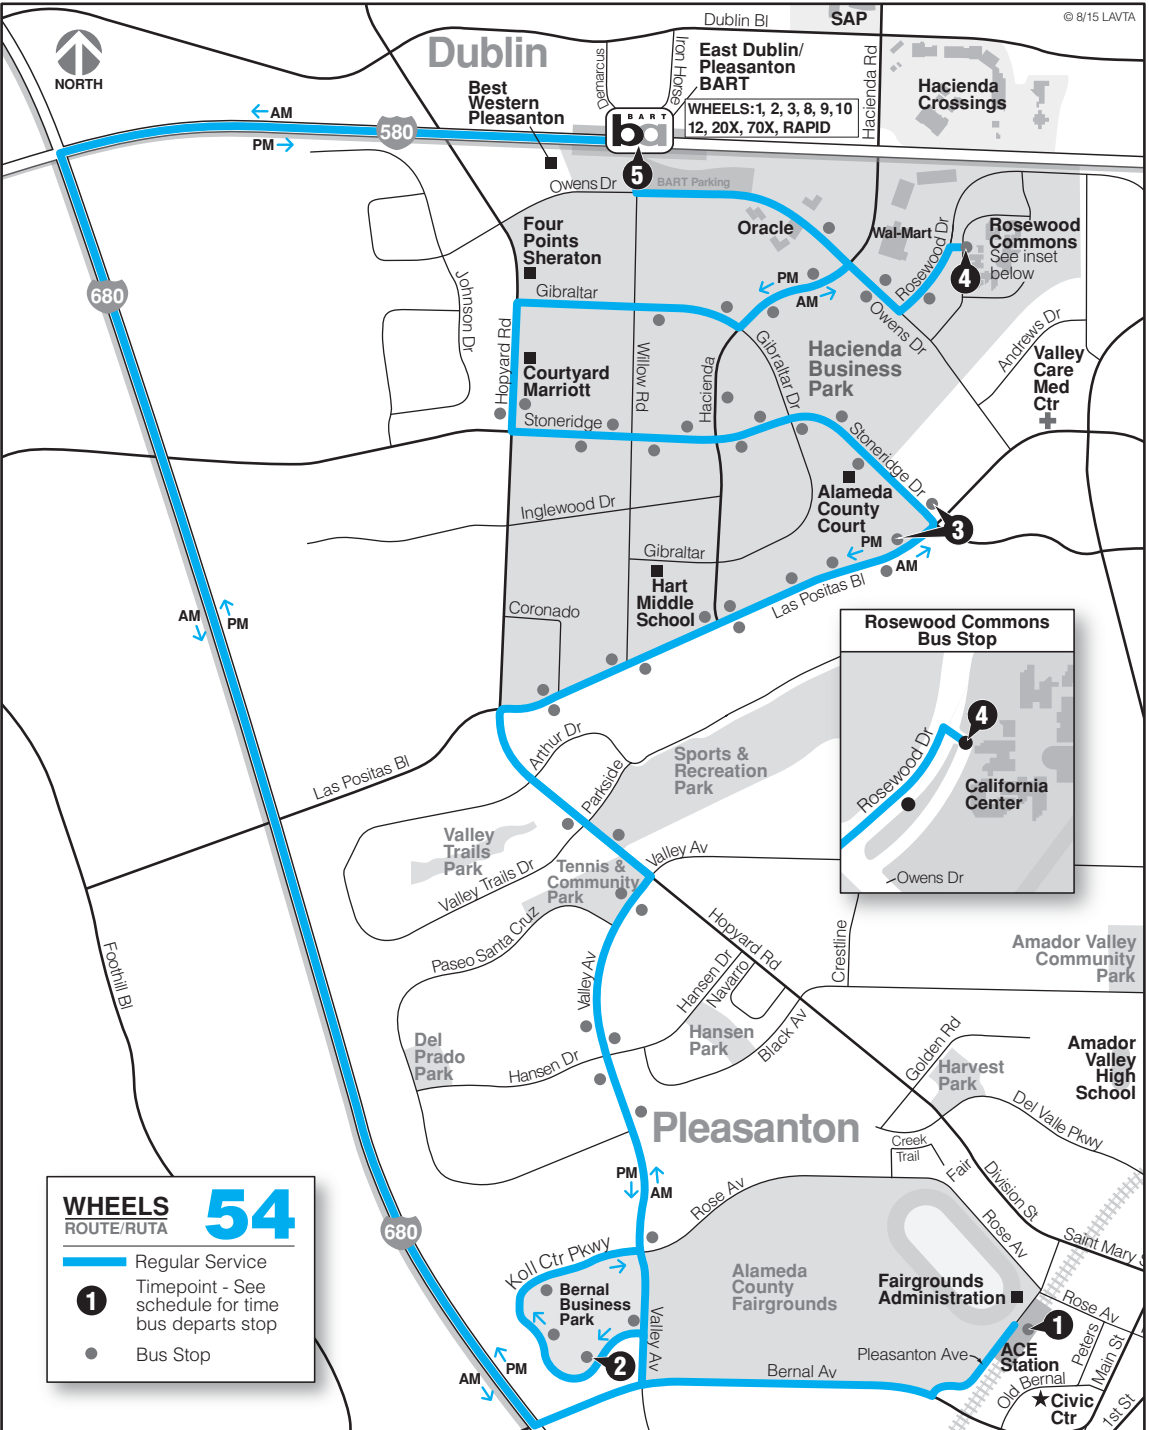 Dublin Bl
SAP
© 8/15 LAVTA
NORTH
Dublin
Demarcus
Iron Horse
East Dublin/
Pleasanton
BART
Hacienda Rd
Hacienda
Crossings
Best
Western
Pleasanton
WHEELS:1, 2, 3, 8, 9, 10
12, 20X, 70X, RAPID
BART
ba
AM
PM
580
5
BART Parking
Owens Dr
Four
Points
Sheraton
Oracle
Wal-Mart
Rosewood Dr
Rosewood
Commons
See inset
below
4
680
Johnson Dr
Gibraltar
PM
AM
Owens Dr
Andrews Dr
Hopyard Rd
Willow Rd
Hacienda
Gibraltar Dr
Hacienda
Business
Park
Valley
Care
Med
Ctr
Courtyard
Marriott
Stoneridge
Stoneridge Dr
Alameda
County
Court
3
Inglewood Dr
PM
AM
Gibraltar
Hart
Middle
School
Las Positas Bl
Coronado
AM
PM
Rosewood Commons
Bus Stop
4
Rosewood Dr
California
Center
Owens Dr
Arthur Dr
Parkside
Las Positas Bl
Sports &
Recreation
Park
Valley
Trails
Park
Valley Trails Dr
Tennis &
Community
Park
Valley Av
Paseo Santa Cruz
Hopyard Rd
Crestline
Amador Valley
Community
Park
Foothill Bl
Valley Av
Hansen Dr
Navarro
Hansen
Park
Black Av
Del
Prado
Park
Hansen Dr
Golden Rd
Harvest
Park
Amador
Valley
High
School
Del Valle Pkwy
Pleasanton
Creek
Trail
Fair
Division St
PM
AM
Rose Av
Rose Av
Saint Mary S
WHEELS
ROUTE/RUTA
54
Regular Service
1
Timepoint - See
schedule for time
bus departs stop
Bus Stop
680
Koll Ctr Pkwy
Bernal
Business
Park
2
Valley Av
Alameda
County
Fairgrounds
Fairgrounds
Administration
Rose Av
1
ACE
Station
Peters
Main St
Pleasanton Ave
Bernal Av
Old Bernal
Civic
Ctr
1st St
AM
PM